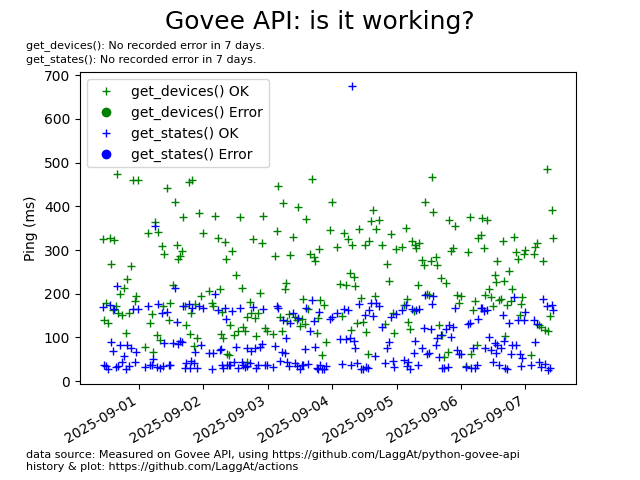 Govee API: is it working?
get_devices(): No recorded error in 7 days.
get_states(): No recorded error in 7 days.
700
600
500
400
300
200
100
0
Ping (ms)
get_devices() OK
get_devices() Error
get_states() OK
get_states() Error
2025-09-01
2025-09-02
2025-09-03
2025-09-04
2025-09-05
2025-09-06
2025-09-07
data source: Measured on Govee API, using https://github.com/LaggAt/python-govee-api
history & plot: https://github.com/LaggAt/actions